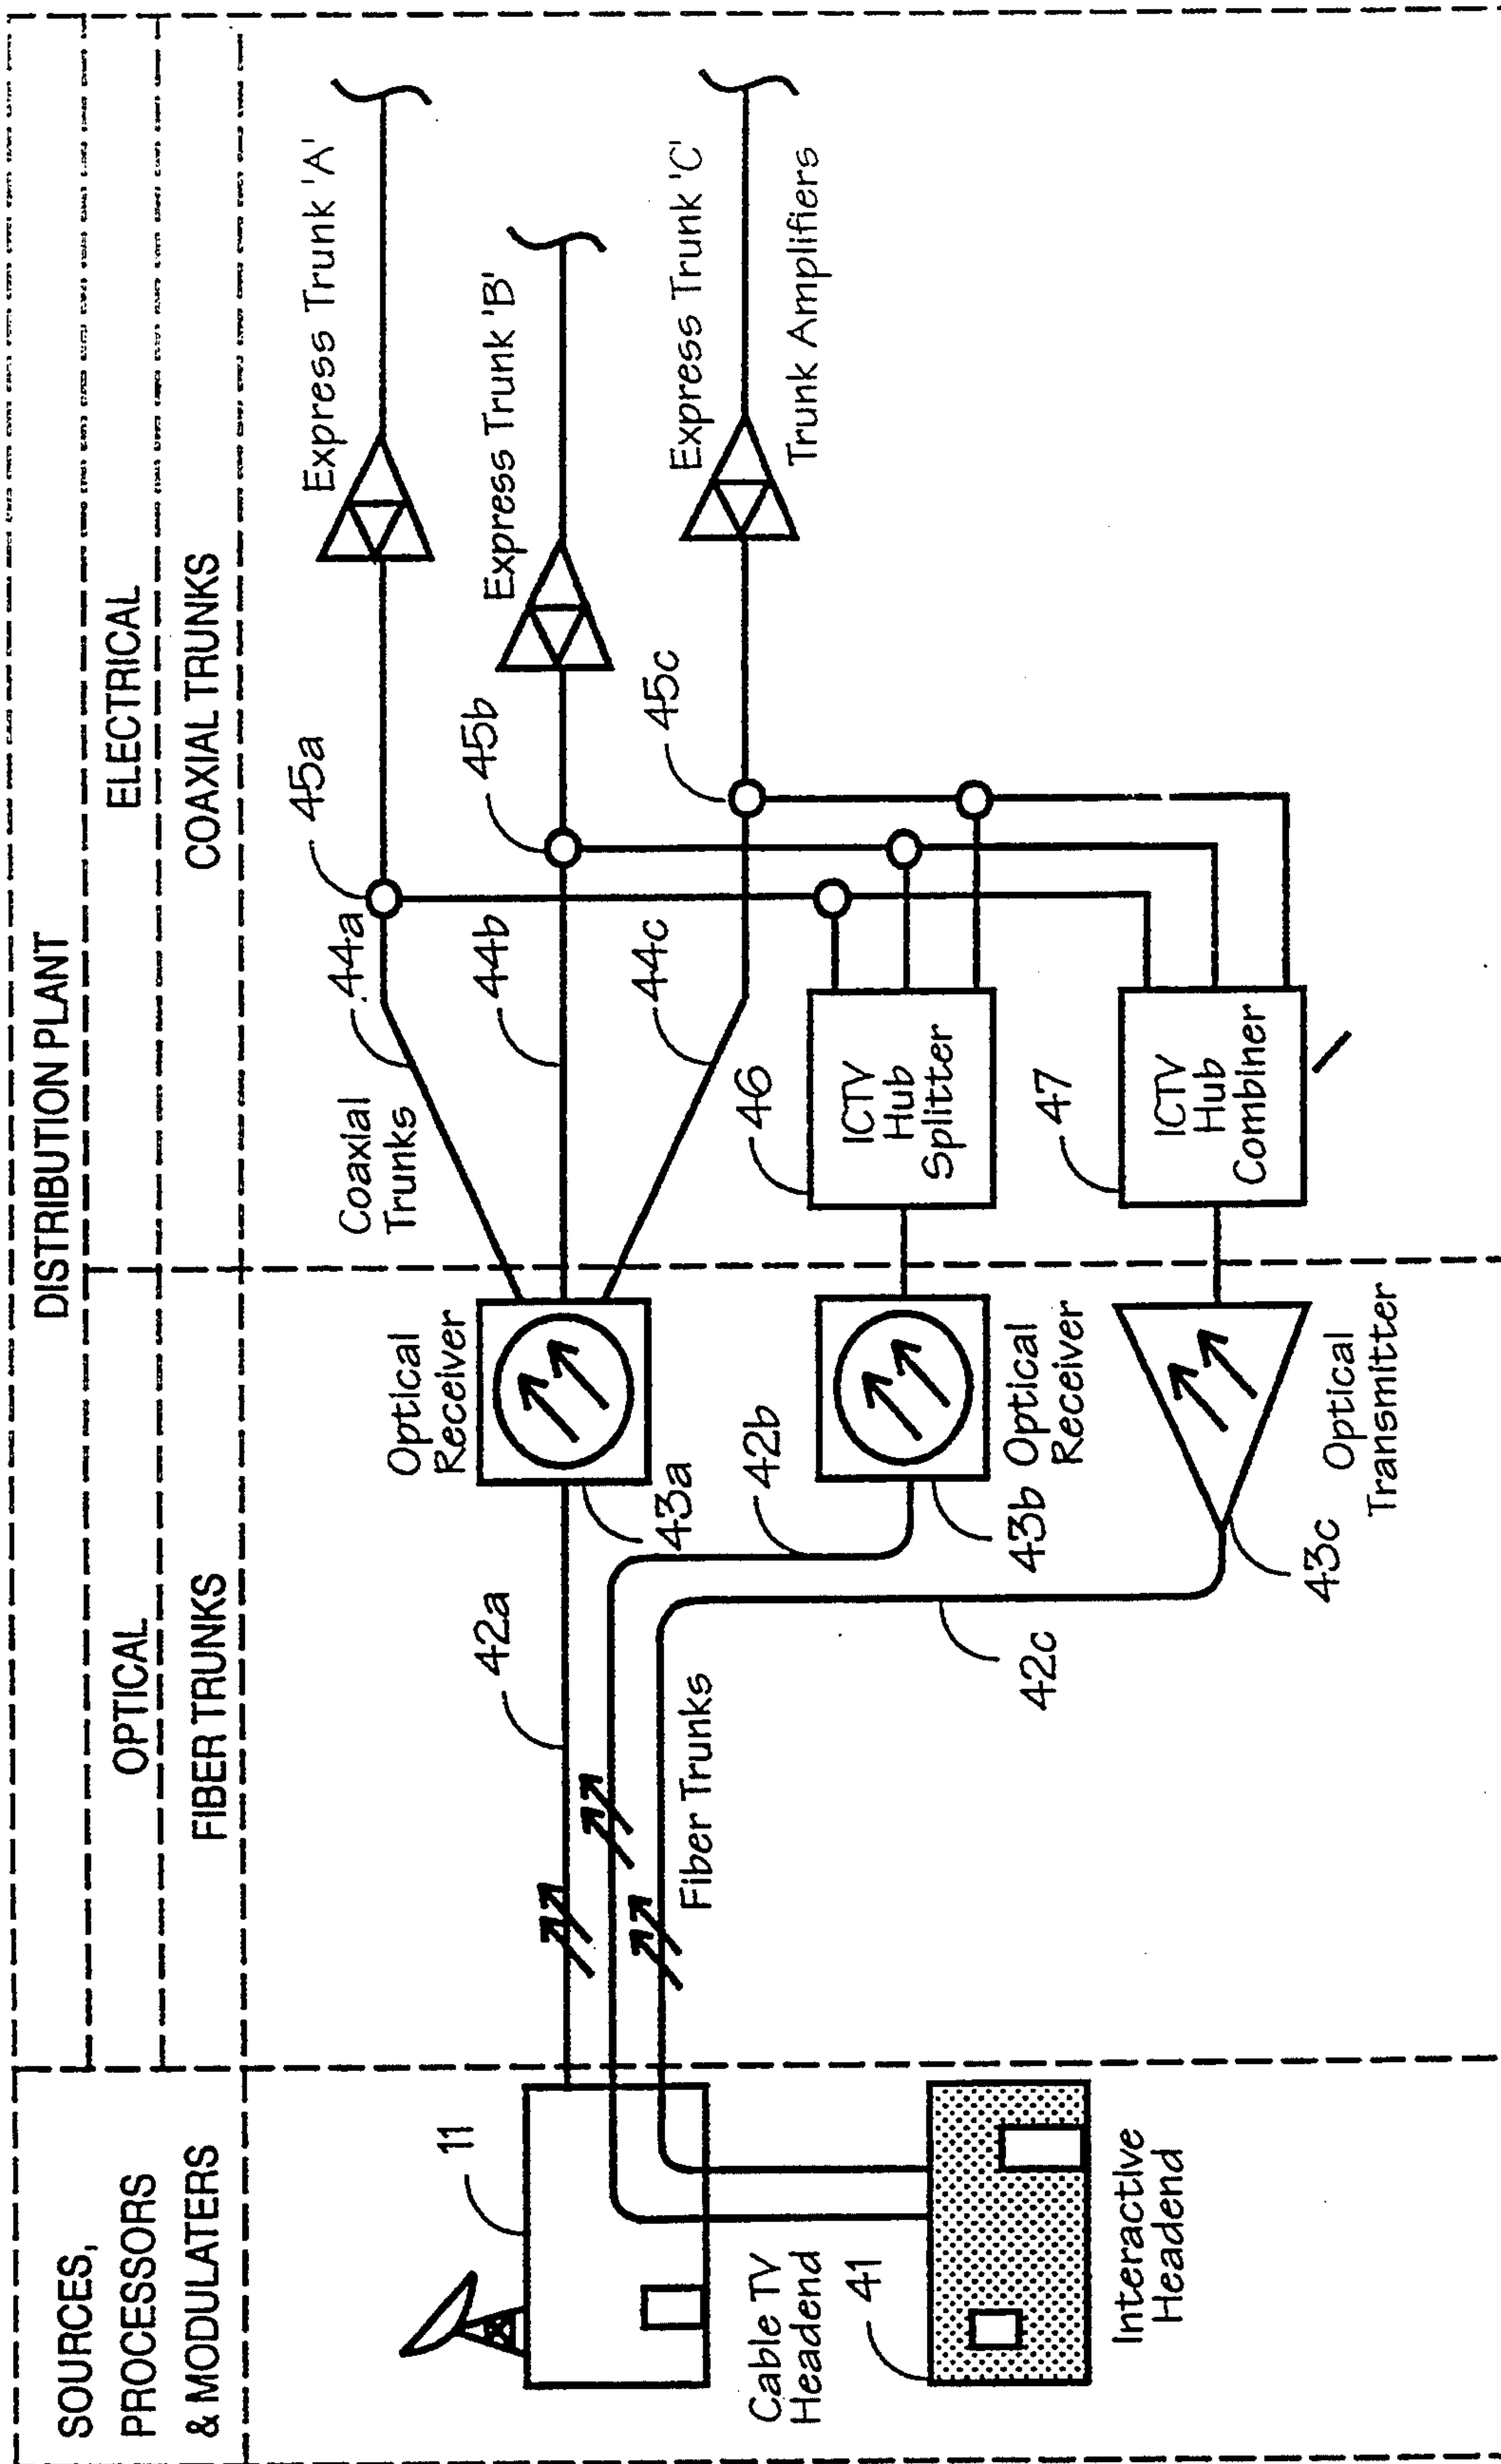 SOURCES,
PROCESSORS
& MODULATERS
DISTRIBUTION PLANT
OPTICAL
ELECTRICAL
FIBER TRUNKS
COAXIAL TRUNKS
11
Cable TV
Headend
41
Interactive
Headend
42a
Fiber Trunks
42b
42c
Optical
Receiver
43a
43b
Optical
Receiver
43c
Optical
Transmitter
Coaxial
Trunks
44a
44b
44c
45a
45b
45c
46
ICTV
Hub
Splitter
47
ICTV
Hub
Combiner
Express Trunk 'A'
Express Trunk 'B'
Express Trunk 'C'
Trunk Amplifiers